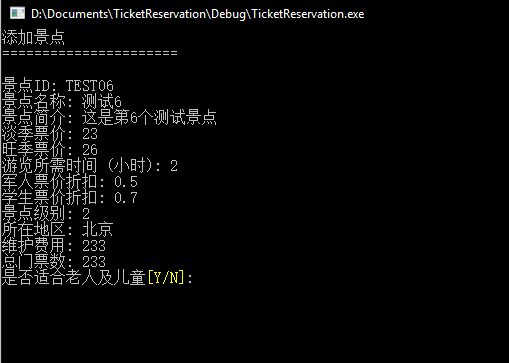 D:\Documents\TicketReservation\Debug\TicketReservation.exe
添加景点
======================
景点ID: TEST06
景点名称: 测试6
景点简介: 这是第6个测试景点
淡季票价: 23
旺季票价: 26
游览所需时间 (小时): 2
军人票价折扣: 0.5
学生票价折扣: 0.7
景点级别: 2
所在地区: 北京
维护费用: 233
总门票数: 233
是否适合老人及儿童[Y/N]: